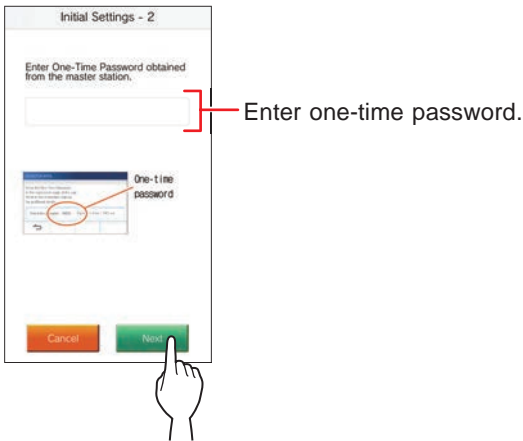 Initial Settings - 2
Enter One-Time Password obtained
from the master station.
Enter one-time password.
One-time
password
Cancel
Next